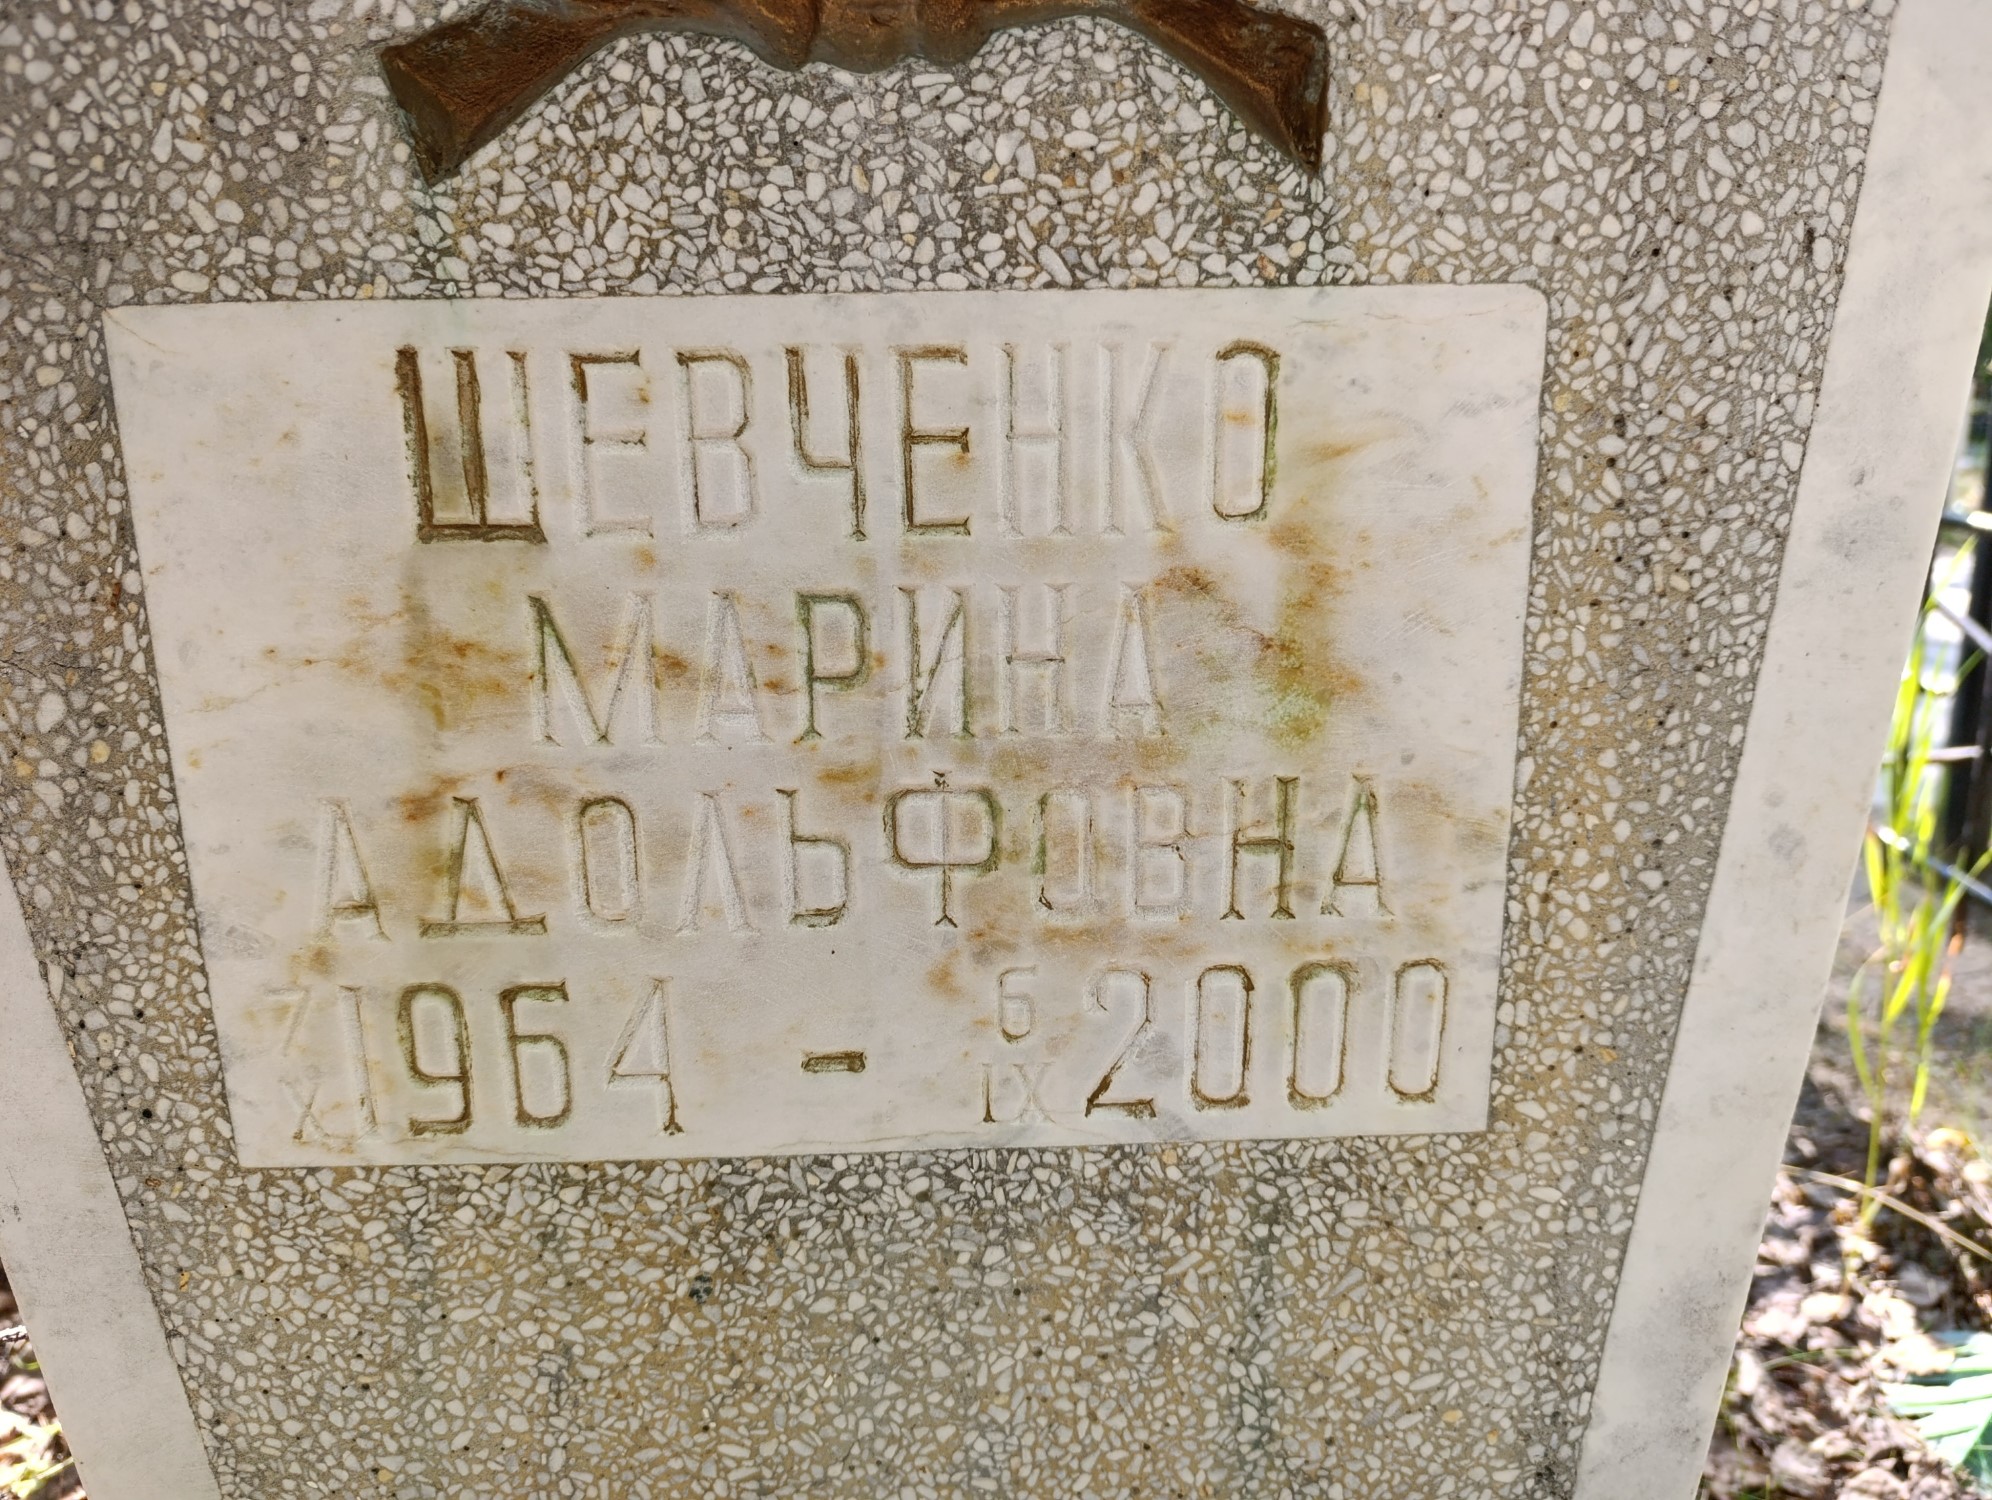 ШЕВЧЕНКО
МАРИНА
АДОЛЬФОВНА
7 X 1964 - 6 IX 2000